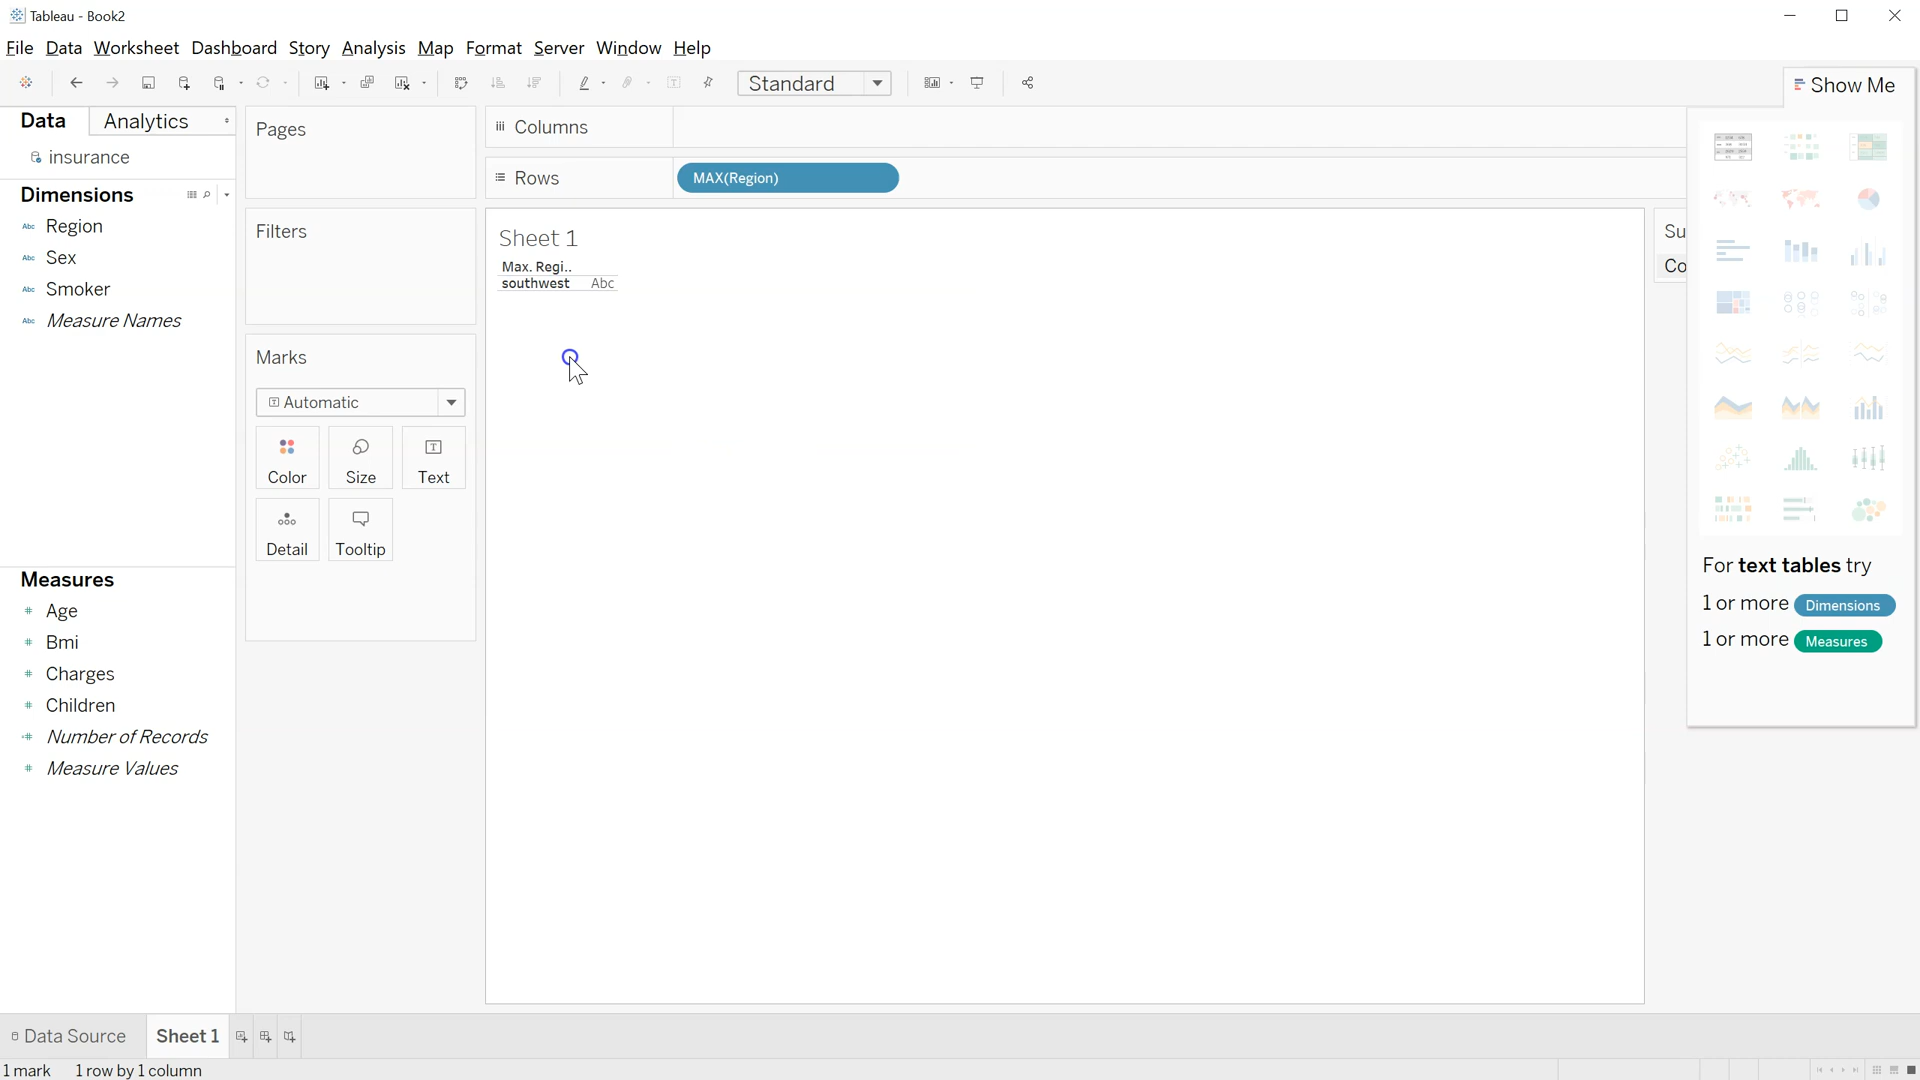 Tableau - Book2
File Data Worksheet Dashboard Story Analysis Map Format Server Window Help
Standard
Show Me
Data
Analytics
insurance
Dimensions
Abc Region
Abc Sex
Abc Smoker
Abc Measure Names
Measures
# Age
# Bmi
# Charges
# Children
=# Number of Records
# Measure Values
Pages
Filters
Marks
Automatic
Color
Size
Text
Detail
Tooltip
Columns
Rows
MAX(Region)
Sheet 1
Max. Regi..
southwest Abc
Su
Co
For text tables try
1 or more Dimensions
1 or more Measures
Data Source
Sheet 1
1 mark 1 row by 1 column